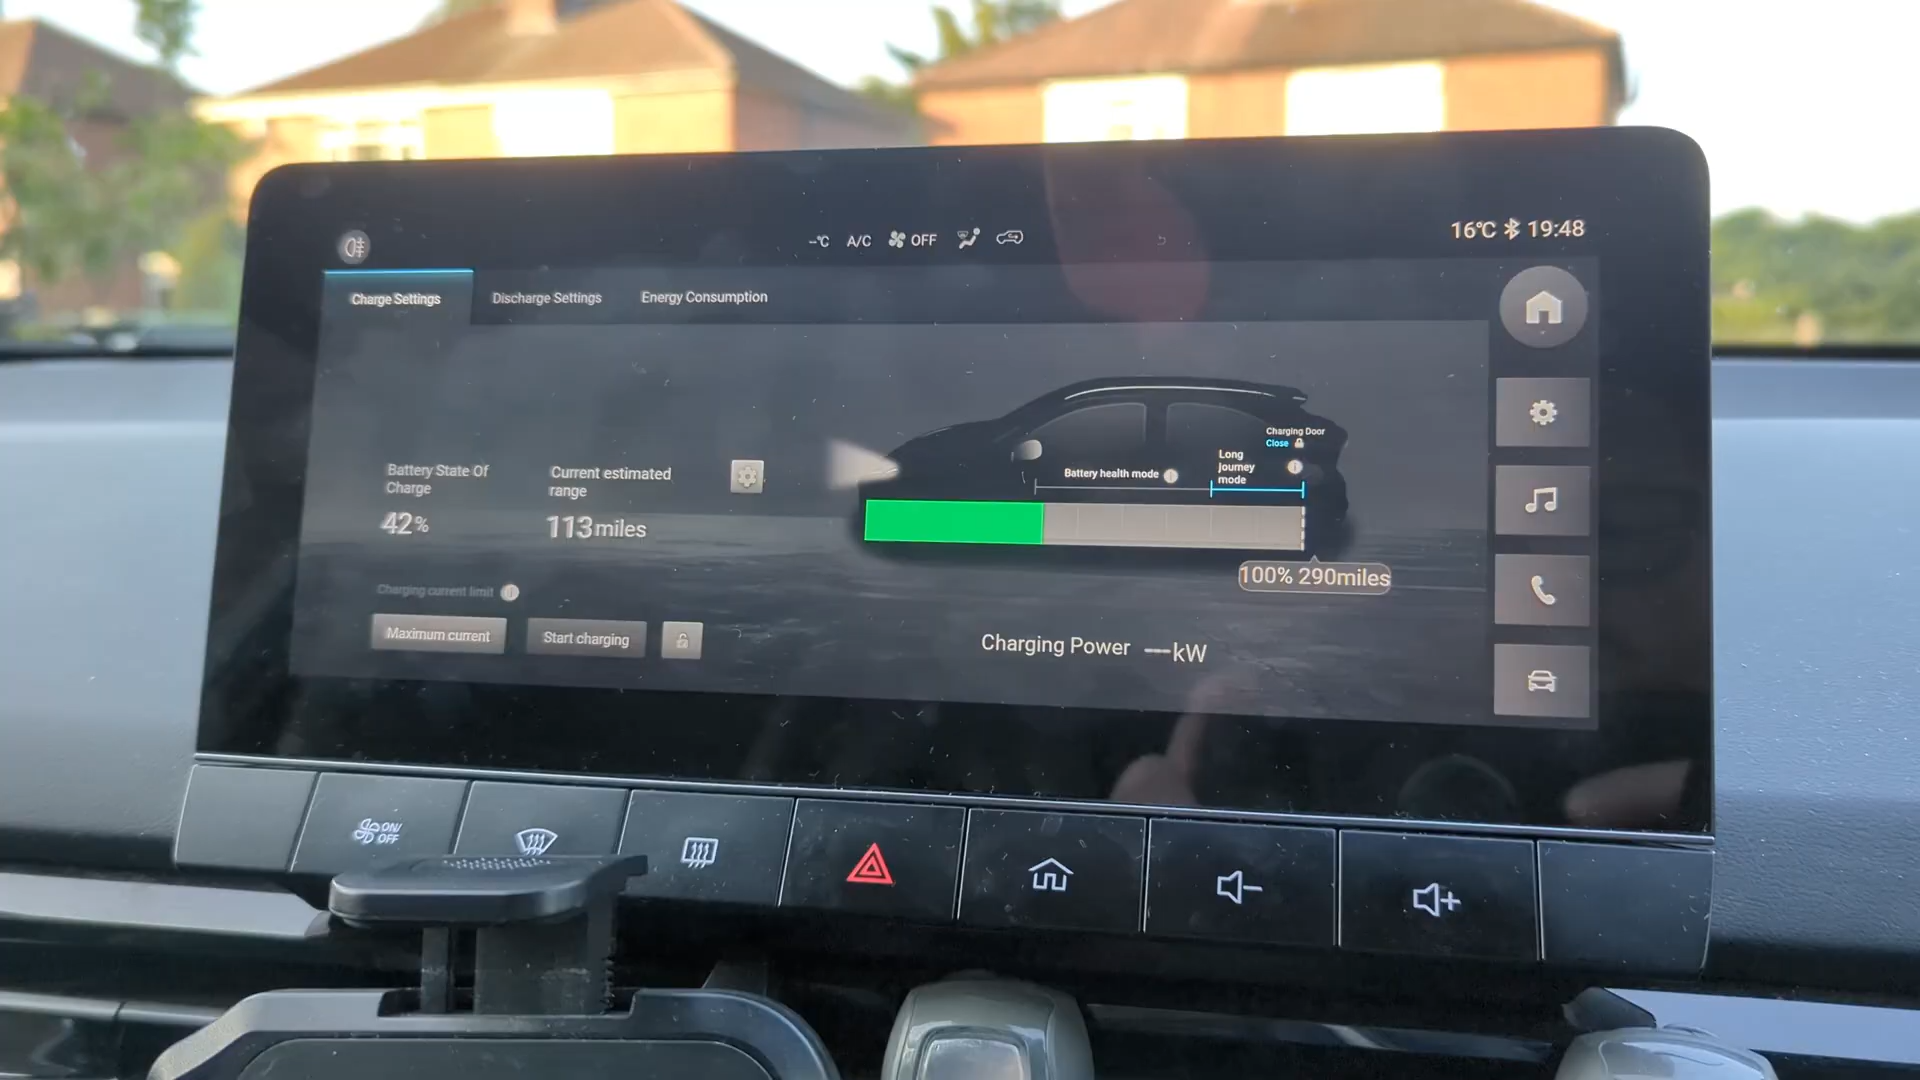 --°C A/C OFF
16°C 19:48
Charge Settings Discharge Settings Energy Consumption
Charging Door
Close
Long
journey
mode
Battery health mode
Battery State Of
Charge
42%
Current estimated
range
113miles
100% 290miles
Charging current limit
Maximum current
Start charging
Charging Power ---kW
ON/
OFF